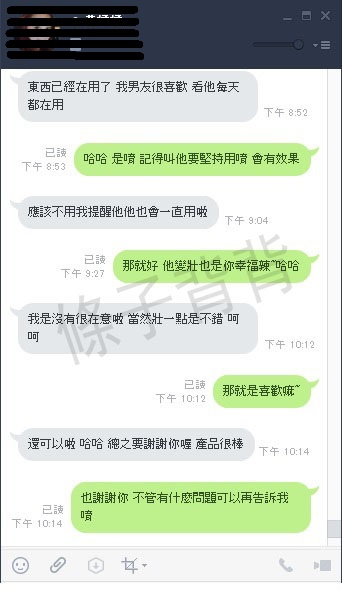 東西已經在用了 我男友很喜歡 看他每天
都在用
下午 8:52
已讀
下午 8:53
哈哈 是唷 記得叫他要堅持用唷 會有效果
應該不用我提醒他他也會一直用啦
下午 9:04
已讀
下午 9:27
那就好 他變壯也是你幸福辣~哈哈
我是沒有很在意啦 當然壯一點是不錯 呵
呵
下午 10:12
已讀
下午 10:12
那就是喜歡嘛~
還可以啦 哈哈 總之要謝謝你喔 產品很棒
下午 10:14
已讀
下午 10:14
也謝謝你 不管有什麼問題可以再告訴我
唷
條子背背